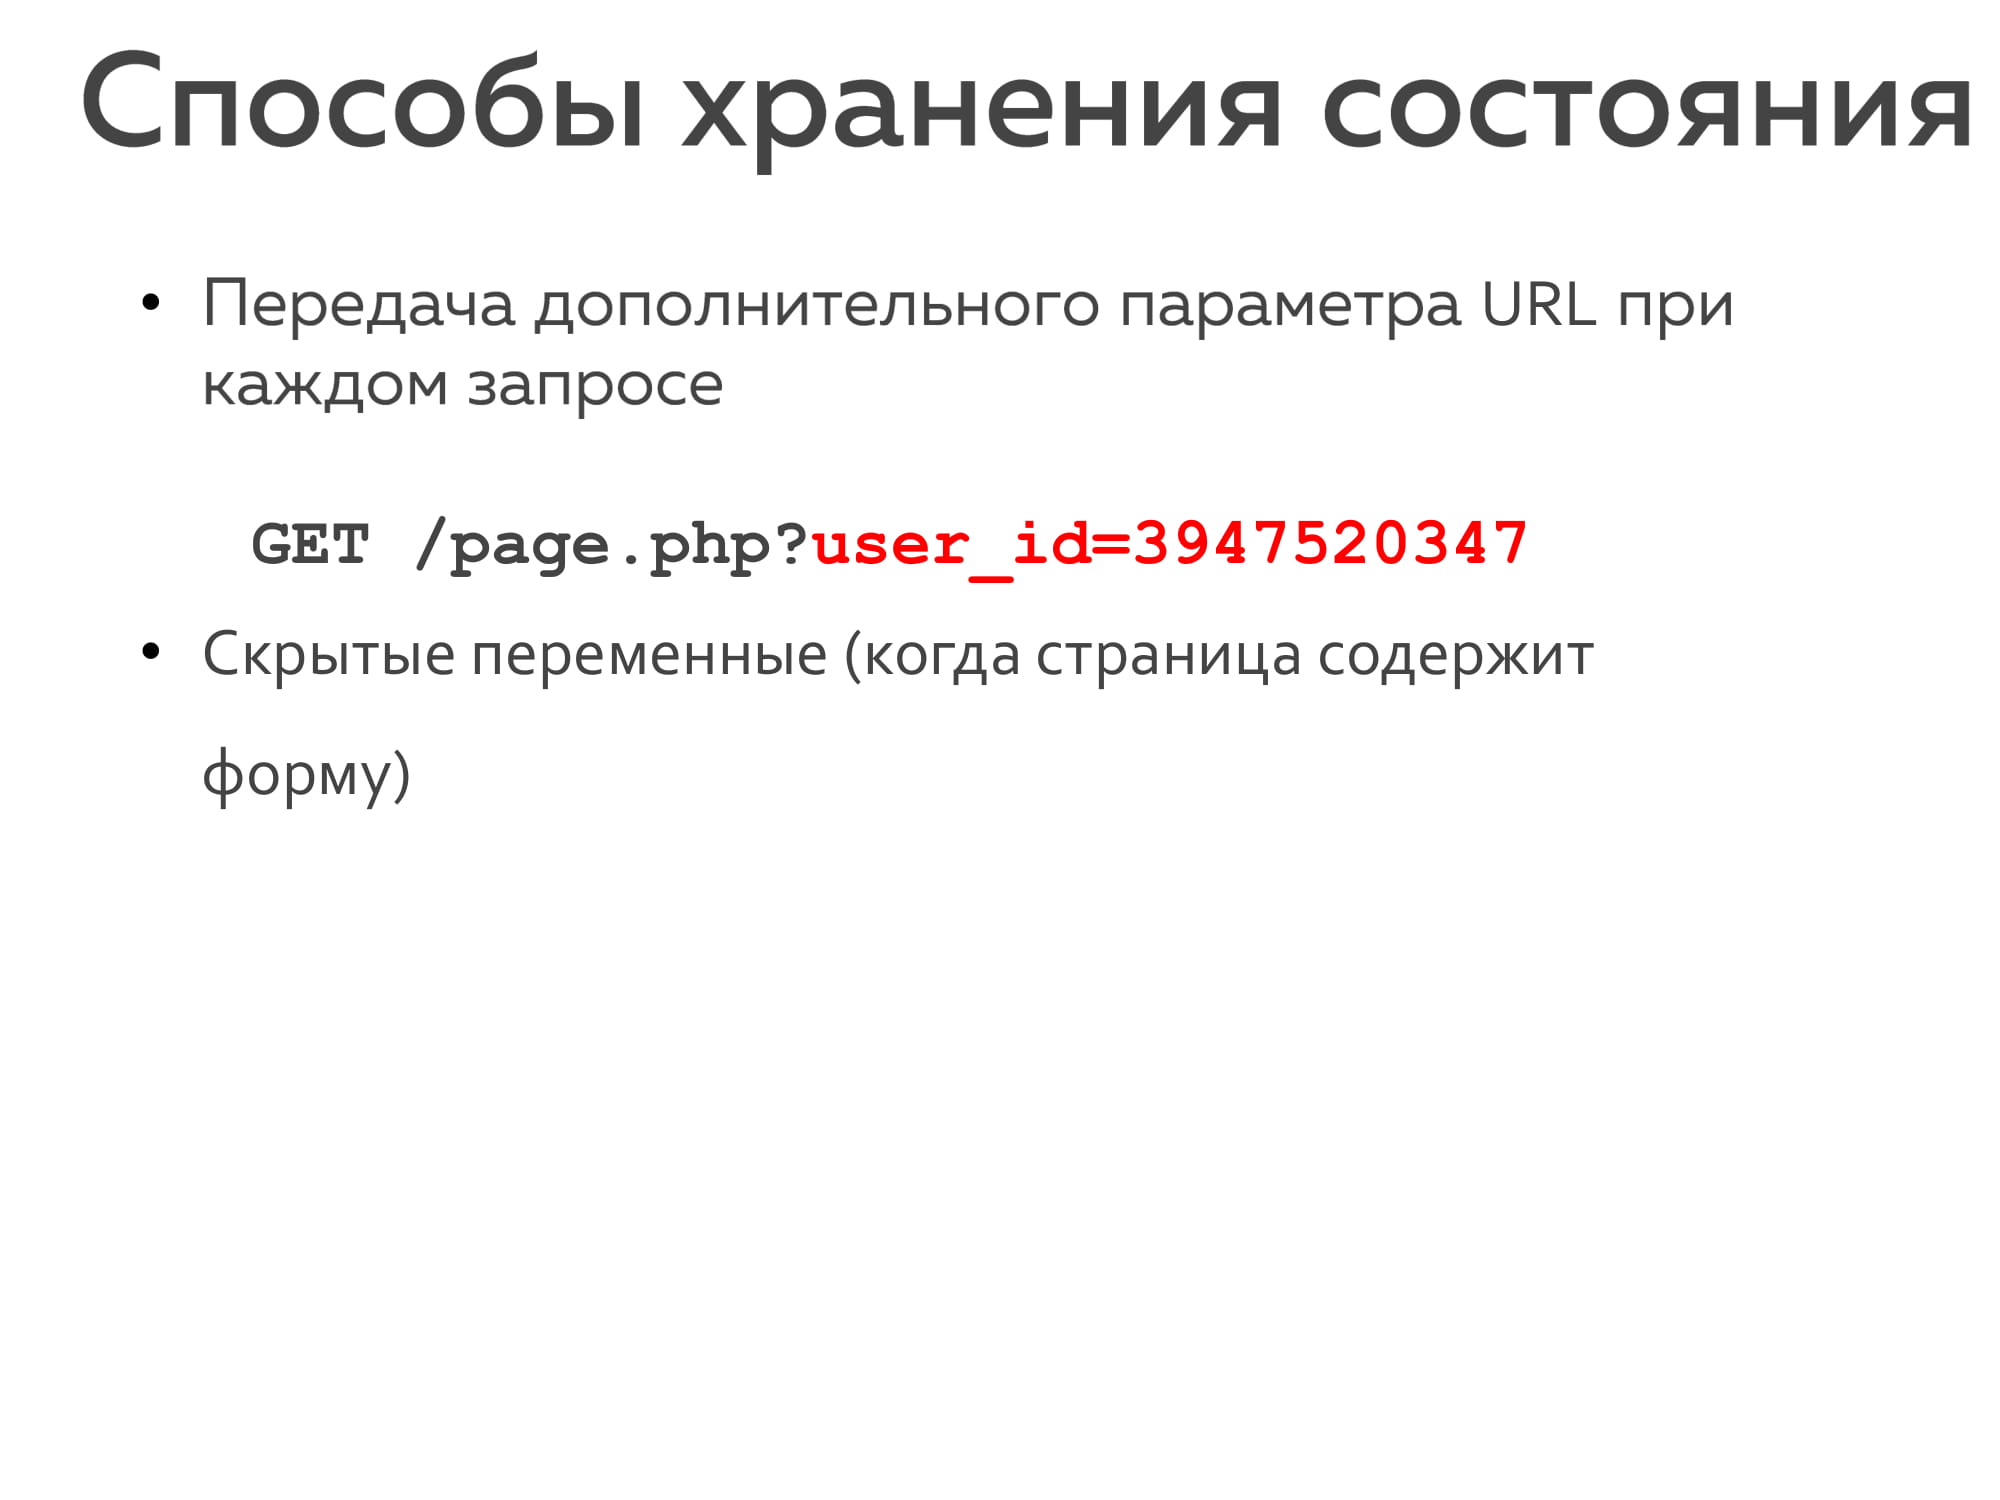 Способы хранения состояния
• Передача дополнительного параметра URL при
каждом запросе
GET /page.php?user_id=3947520347
• Скрытые переменные (когда страница содержит
форму)